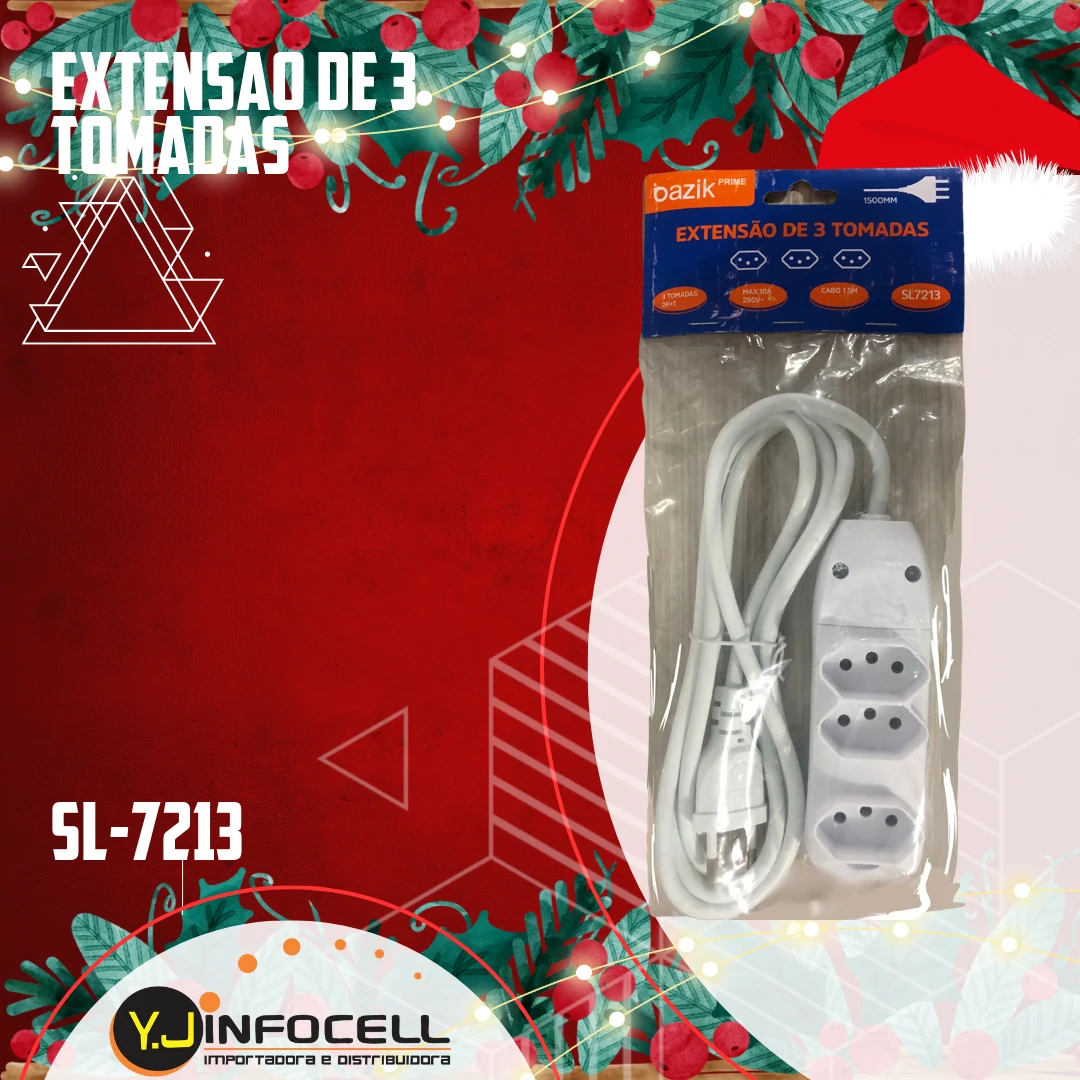 EXTENSAO DE 3
TOMADAS
bazik PRIME
1500MM
EXTENSÃO DE 3 TOMADAS
3 TOMADAS
2P+T
MAX.10A
250V~
CABO 1.5M
SL7213
SL-7213
Y.J INFOCELL
IMPORTADORA E DISTRIBUIDORA